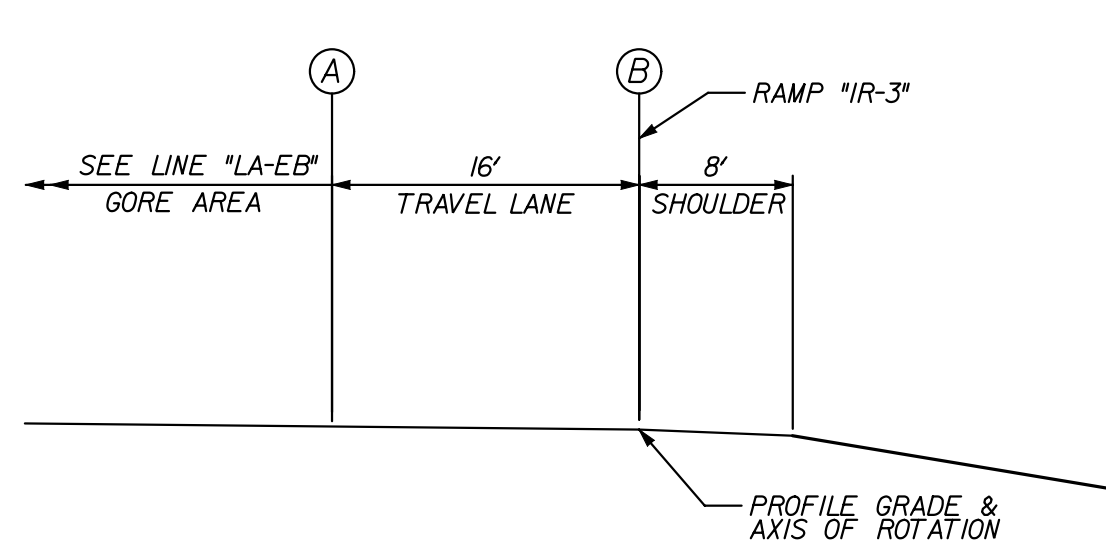 A
B
RAMP "IR-3"
SEE LINE "LA-EB"
GORE AREA
16'
TRAVEL LANE
8'
SHOULDER
PROFILE GRADE &
AXIS OF ROTATION